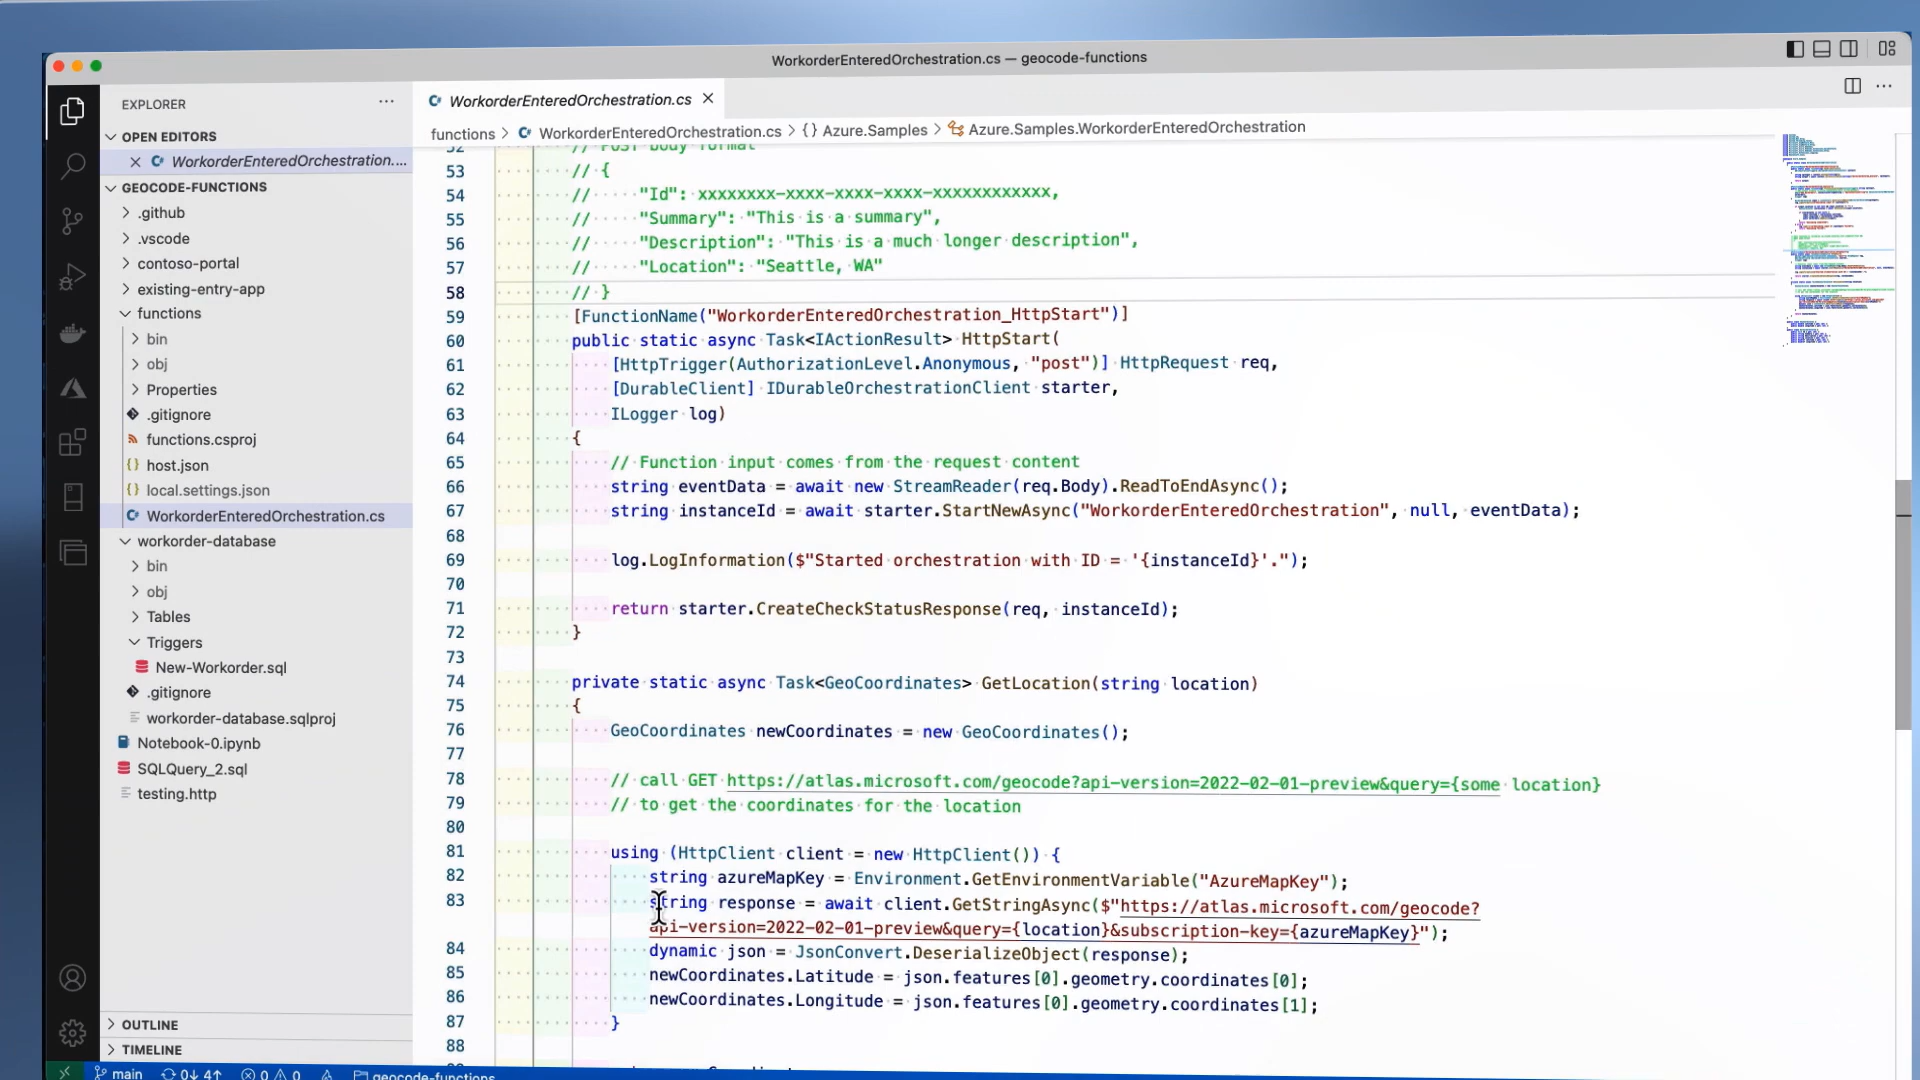 WorkorderEnteredOrchestration.cs — geocode-functions
EXPLORER
OPEN EDITORS
WorkorderEnteredOrchestration....
GEOCODE-FUNCTIONS
.github
.vscode
contoso-portal
existing-entry-app
functions
bin
obj
Properties
.gitignore
functions.csproj
host.json
local.settings.json
WorkorderEnteredOrchestration.cs
workorder-database
bin
obj
Tables
Triggers
New-Workorder.sql
.gitignore
workorder-database.sqlproj
Notebook-0.ipynb
SQLQuery_2.sql
testing.http
OUTLINE
TIMELINE
WorkorderEnteredOrchestration.cs
functions > WorkorderEnteredOrchestration.cs > {} Azure.Samples > Azure.Samples.WorkorderEnteredOrchestration
52 // POST body format
53 // {
54 // "Id": xxxxxxxx-xxxx-xxxx-xxxx-xxxxxxxxxxxx,
55 // "Summary": "This is a summary",
56 // "Description": "This is a much longer description",
57 // "Location": "Seattle, WA"
58 // }
59 [FunctionName("WorkorderEnteredOrchestration_HttpStart")]
60 public static async Task<IActionResult> HttpStart(
61 [HttpTrigger(AuthorizationLevel.Anonymous, "post")] HttpRequest req,
62 [DurableClient] IDurableOrchestrationClient starter,
63 ILogger log)
64 {
65 // Function input comes from the request content
66 string eventData = await new StreamReader(req.Body).ReadToEndAsync();
67 string instanceId = await starter.StartNewAsync("WorkorderEnteredOrchestration", null, eventData);
68
69 log.LogInformation($"Started orchestration with ID = '{instanceId}'.");
70
71 return starter.CreateCheckStatusResponse(req, instanceId);
72 }
73
74 private static async Task<GeoCoordinates> GetLocation(string location)
75 {
76 GeoCoordinates newCoordinates = new GeoCoordinates();
77
78 // call GET https://atlas.microsoft.com/geocode?api-version=2022-02-01-preview&query={some location}
79 // to get the coordinates for the location
80
81 using (HttpClient client = new HttpClient()) {
82 string azureMapKey = Environment.GetEnvironmentVariable("AzureMapKey");
83 string response = await client.GetStringAsync($"https://atlas.microsoft.com/geocode?
api-version=2022-02-01-preview&query={location}&subscription-key={azureMapKey}");
84 dynamic json = JsonConvert.DeserializeObject(response);
85 newCoordinates.Latitude = json.features[0].geometry.coordinates[0];
86 newCoordinates.Longitude = json.features[0].geometry.coordinates[1];
87 }
88
main 0↓ 4↑ 0 0 geocode-functions